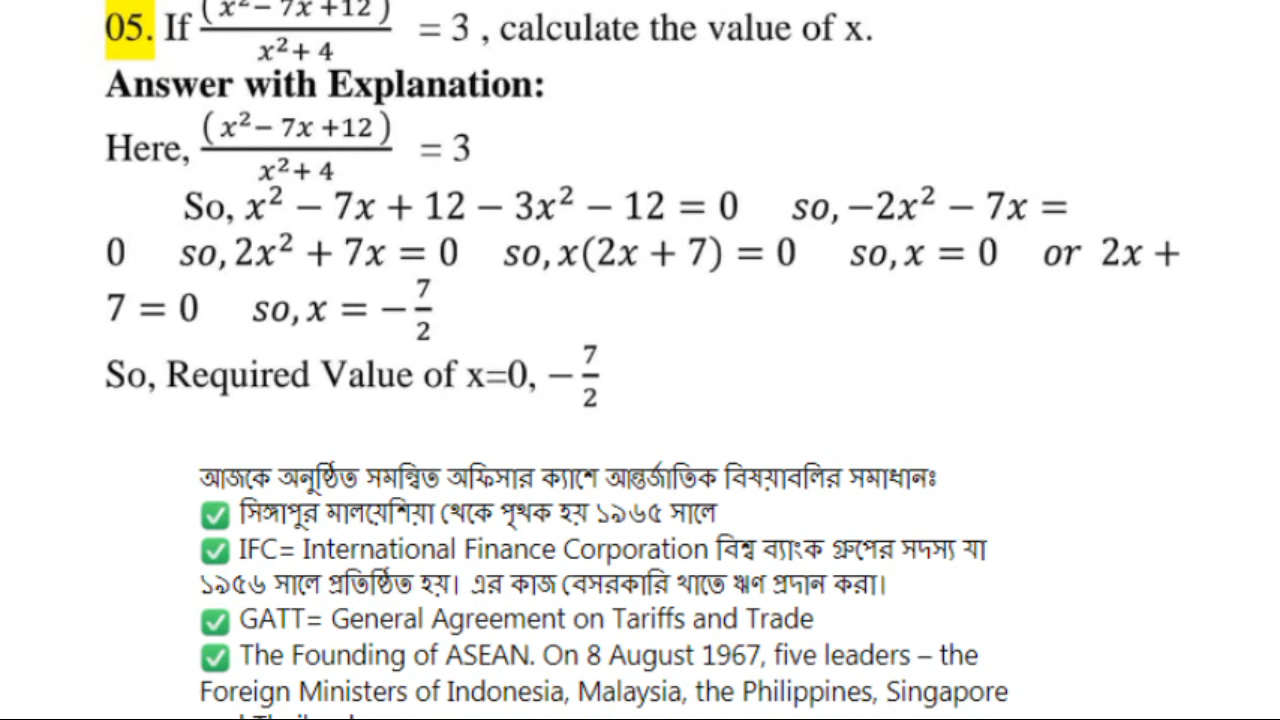 05. If (x² − 7x +12 ) / x² + 4 = 3 , calculate the value of x.
Answer with Explanation:
Here, ( x² − 7x +12 ) / x² + 4 = 3
So, x² − 7x + 12 − 3x² − 12 = 0 so, −2x² − 7x =
0 so, 2x² + 7x = 0 so, x(2x + 7) = 0 so, x = 0 or 2x +
7 = 0 so, x = − 7/2
So, Required Value of x=0, − 7/2
আজকে অনুষ্ঠিত সমন্বিত অফিসার ক্যাশে আন্তর্জাতিক বিষয়াবলির সমাধানঃ
✅ সিঙ্গাপুর মালয়েশিয়া থেকে পৃথক হয় ১৯৬৫ সালে
✅ IFC= International Finance Corporation বিশ্ব ব্যাংক গ্রুপের সদস্য যা
১৯৫৬ সালে প্রতিষ্ঠিত হয়। এর কাজ বেসরকারি খাতে ঋণ প্রদান করা।
✅ GATT= General Agreement on Tariffs and Trade
✅ The Founding of ASEAN. On 8 August 1967, five leaders – the
Foreign Ministers of Indonesia, Malaysia, the Philippines, Singapore